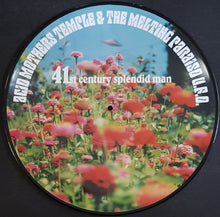 ACID MOTHERS TEMPLE & THE MELTING PARAISO U.F.O.
41st century splendid man